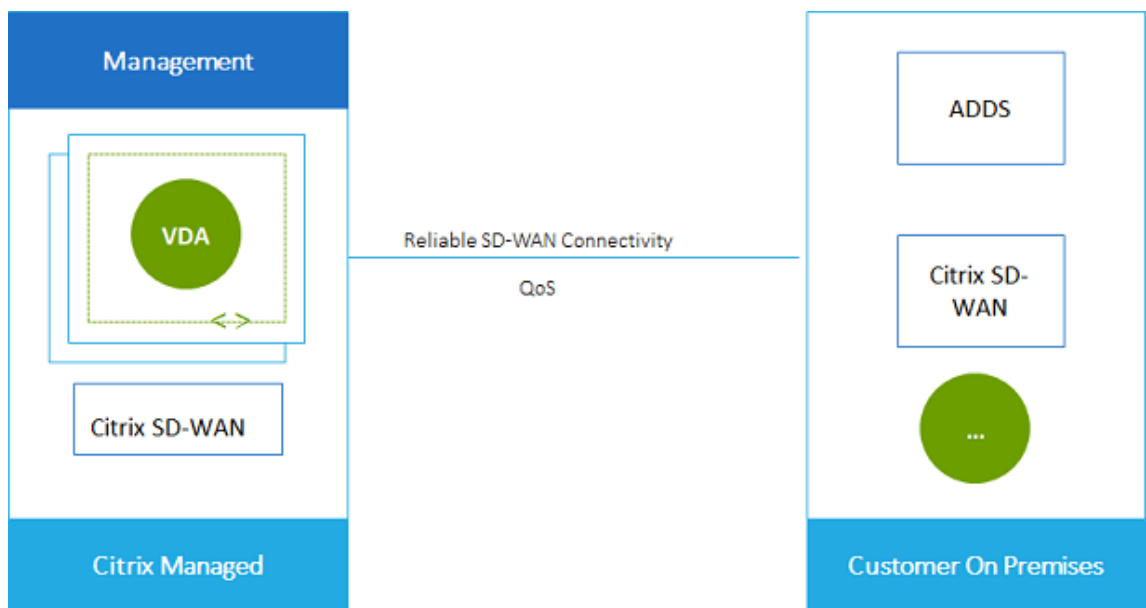 Management
VDA
<>
Citrix SD-WAN
Citrix Managed
Reliable SD-WAN Connectivity
QoS
ADDS
Citrix SD-
WAN
...
Customer On Premises